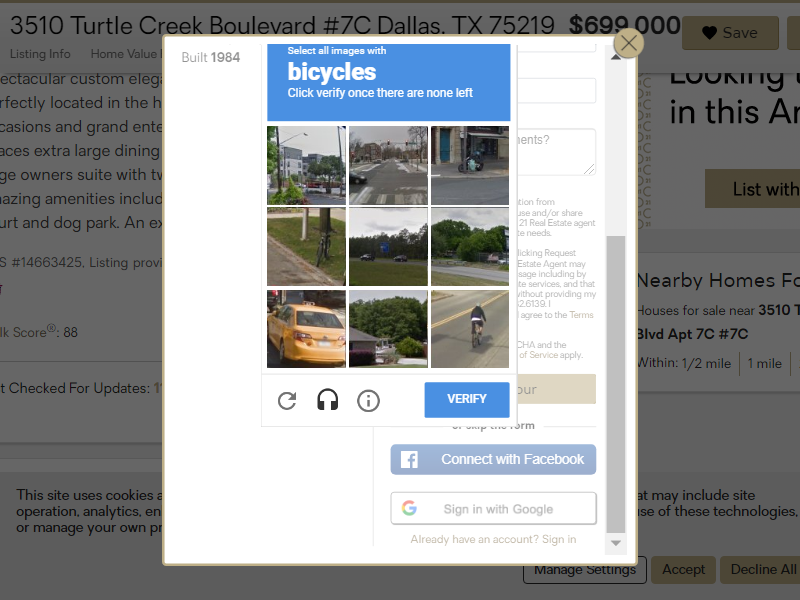 3510 Turtle Creek Boulevard #7C Dallas, TX 75219 $699,000
Save
Listing Info
Home Value
Built 1984
Select all images with
bicycles
Click verify once there are none left
VERIFY
ents?
tion from
use and/or share
21 Real Estate agent
te needs.
licking Request
Estate Agent may
sage including by
te services, and that
without providing my
32.6139. I
agree to the Terms
CHA and the
of Service apply.
our
or skip the form
Connect with Facebook
Sign in with Google
Already have an account? Sign in
ectacular custom eleg
rfectly located in the h
casions and grand ente
aces extra large dining
ge owners suite with tw
mazing amenities includ
urt and dog park. An ex
S #14663425, Listing provi
lk Score®: 88
t Checked For Updates: 1
Looking
in this Ar
List with
Nearby Homes Fo
Houses for sale near 3510 T
Blvd Apt 7C #7C
Within: 1/2 mile
1 mile
This site uses cookies a
operation, analytics, en
or manage your own pr
at may include site
use of these technologies,
Manage Settings
Accept
Decline All